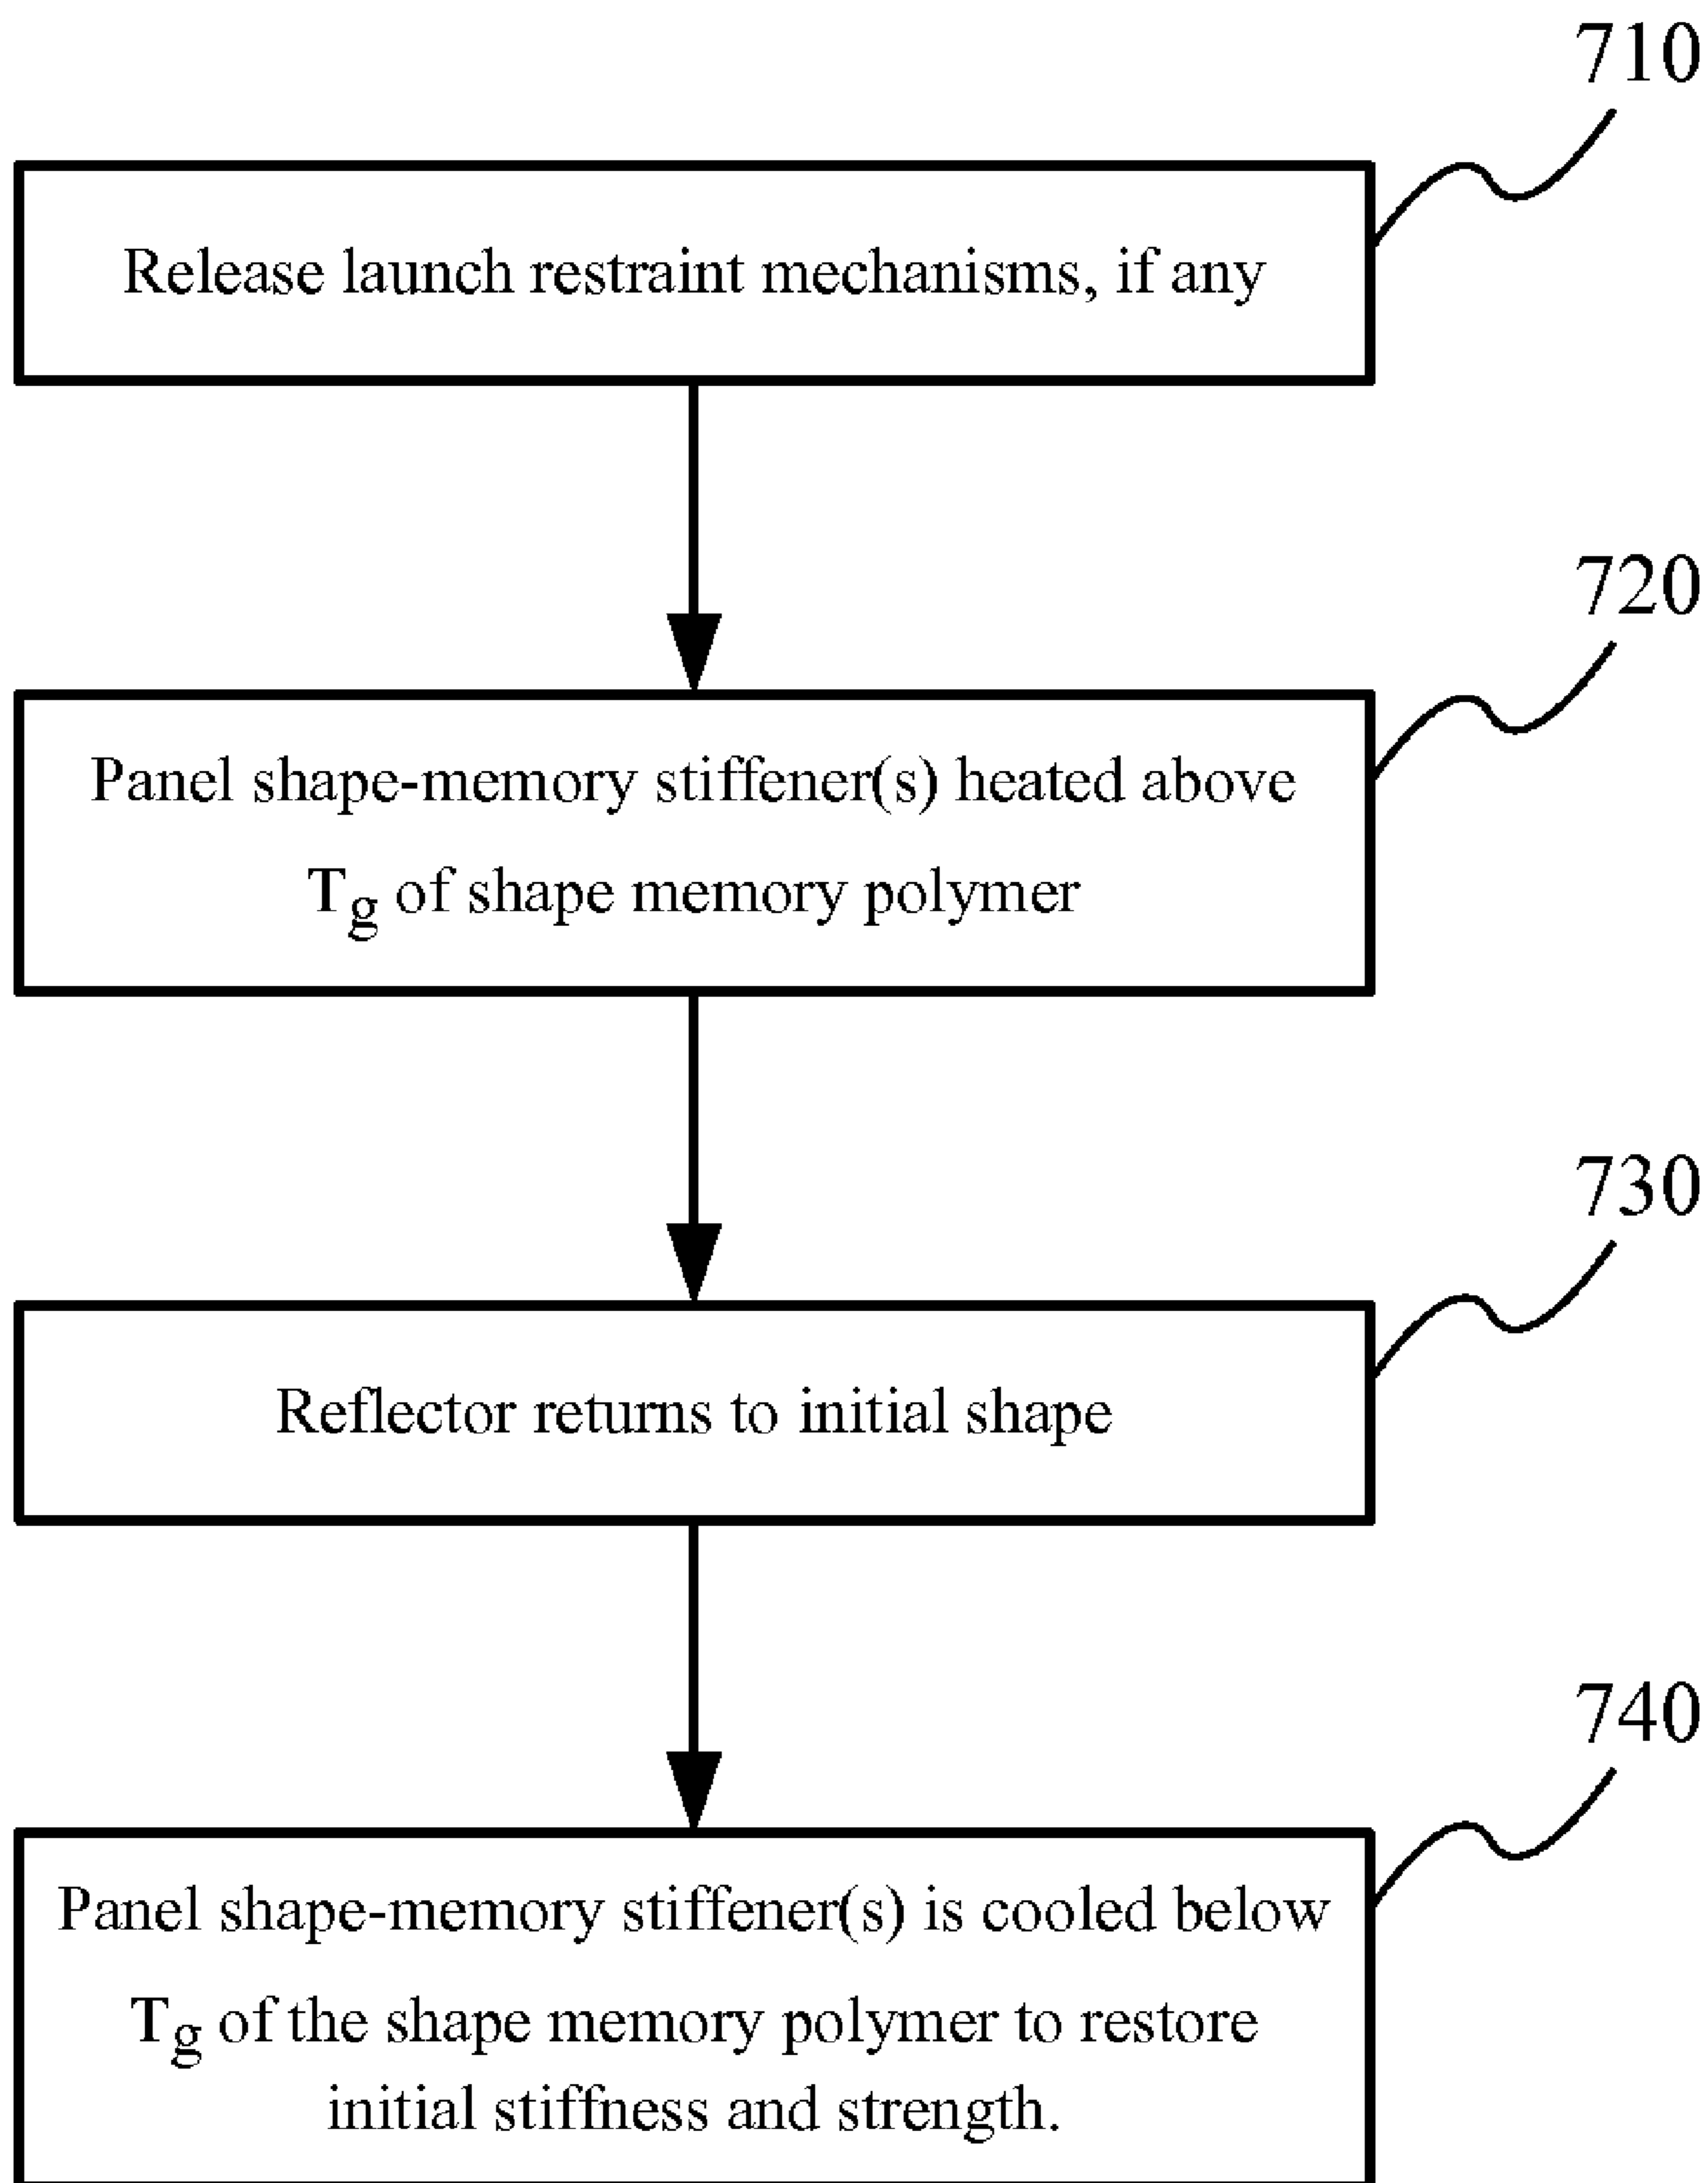 710
Release launch restraint mechanisms, if any
720
Panel shape-memory stiffener(s) heated above
Tg of shape memory polymer
730
Reflector returns to initial shape
740
Panel shape-memory stiffener(s) is cooled below
Tg of the shape memory polymer to restore
initial stiffness and strength.